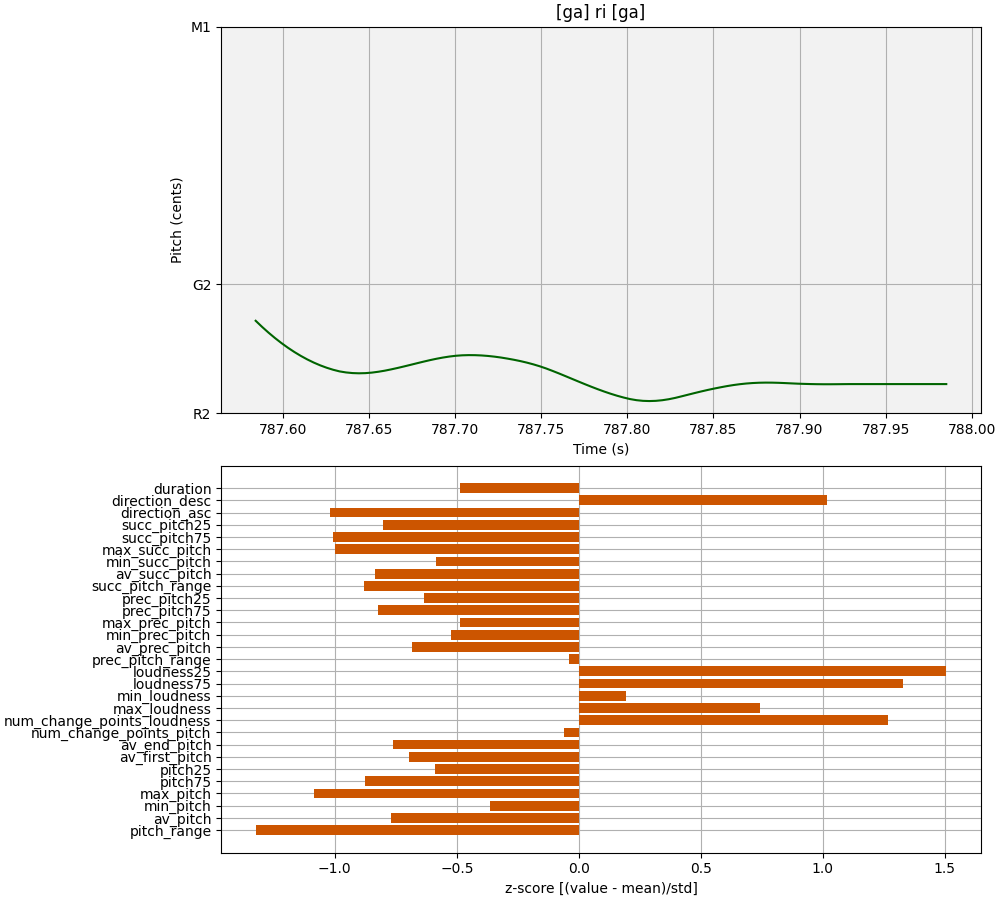 [ga] ri [ga]
M1
G2
R2
Pitch (cents)
787.60 787.65 787.70 787.75 787.80 787.85 787.90 787.95 788.00
Time (s)
duration
direction_desc
direction_asc
succ_pitch25
succ_pitch75
max_succ_pitch
min_succ_pitch
av_succ_pitch
succ_pitch_range
prec_pitch25
prec_pitch75
max_prec_pitch
min_prec_pitch
av_prec_pitch
prec_pitch_range
loudness25
loudness75
min_loudness
max_loudness
num_change_points_loudness
num_change_points_pitch
av_end_pitch
av_first_pitch
pitch25
pitch75
max_pitch
min_pitch
av_pitch
pitch_range
−1.0 −0.5 0.0 0.5 1.0 1.5
z-score [(value - mean)/std]